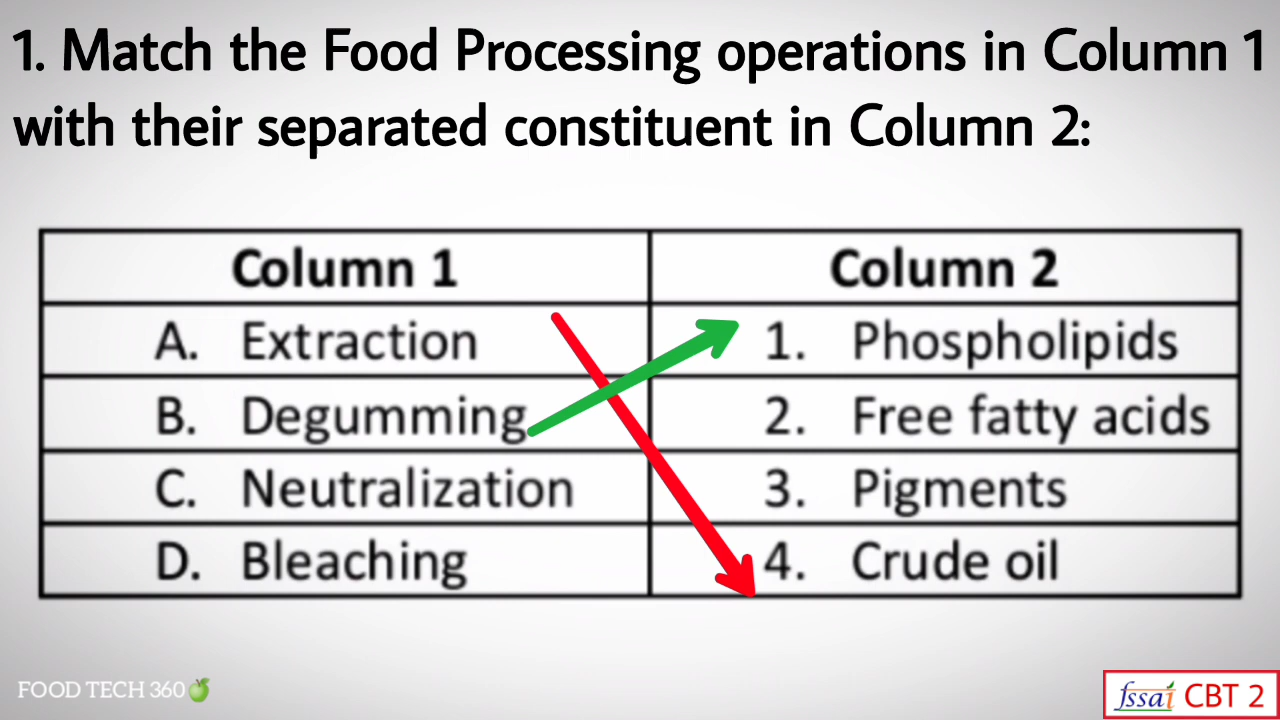 1. Match the Food Processing operations in Column 1
with their separated constituent in Column 2:
Column 1 Column 2
A. Extraction 1. Phospholipids
B. Degumming 2. Free fatty acids
C. Neutralization 3. Pigments
D. Bleaching 4. Crude oil
FOOD TECH 360
fssai CBT 2